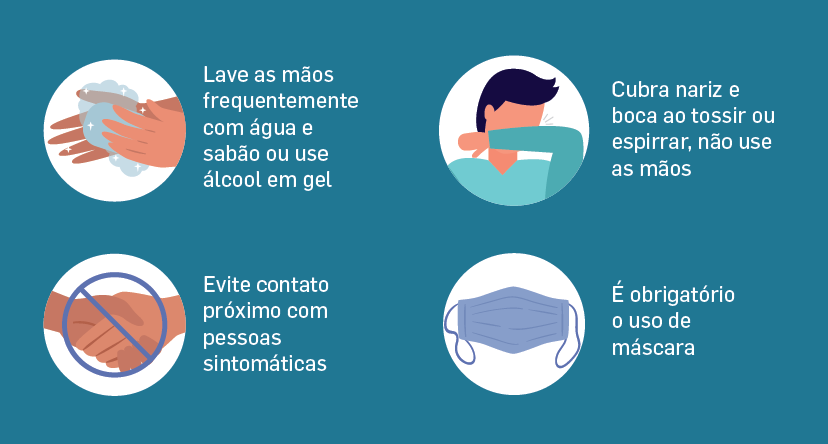 Lave as mãos
frequentemente
com água e
sabão ou use
álcool em gel
Cubra nariz e
boca ao tossir ou
espirrar, não use
as mãos
Evite contato
próximo com
pessoas
sintomáticas
É obrigatório
o uso de
máscara